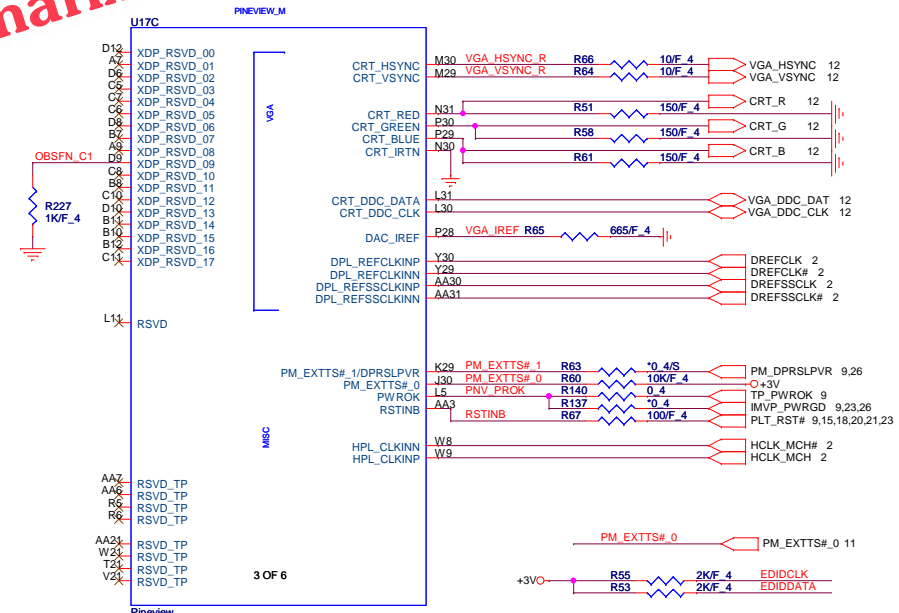 PINEVIEW_M
U17C
D12 XDP_RSVD_00
A7 XDP_RSVD_01
D6 XDP_RSVD_02
C5 XDP_RSVD_03
C7 XDP_RSVD_04
C6 XDP_RSVD_05
D8 XDP_RSVD_06
B7 XDP_RSVD_07
A9 XDP_RSVD_08
OBSFN_C1 D9 XDP_RSVD_09
C8 XDP_RSVD_10
B8 XDP_RSVD_11
C10 XDP_RSVD_12
D10 XDP_RSVD_13
B11 XDP_RSVD_14
B10 XDP_RSVD_15
B12 XDP_RSVD_16
C11 XDP_RSVD_17
R227
1K/F_4
L11 RSVD
AA7 RSVD_TP
AA6 RSVD_TP
R5 RSVD_TP
R6 RSVD_TP
AA21 RSVD_TP
W21 RSVD_TP
T21 RSVD_TP
V21 RSVD_TP
VGA
MISC
3 OF 6
Pineview
CRT_HSYNC M30 VGA_HSYNC_R R66 10/F_4 VGA_HSYNC 12
CRT_VSYNC M29 VGA_VSYNC_R R64 10/F_4 VGA_VSYNC 12
CRT_R 12
CRT_RED N31 R51 150/F_4
CRT_GREEN P30 CRT_G 12
CRT_BLUE P29 R58 150/F_4
CRT_IRTN N30 CRT_B 12
R61 150/F_4
CRT_DDC_DATA L31 VGA_DDC_DAT 12
CRT_DDC_CLK L30 VGA_DDC_CLK 12
DAC_IREF P28 VGA_IREF R65 665/F_4
DPL_REFCLKINP Y30 DREFCLK 2
DPL_REFCLKINN Y29 DREFCLK# 2
DPL_REFSSCLKINP AA30 DREFSSCLK 2
DPL_REFSSCLKINN AA31 DREFSSCLK# 2
PM_EXTTS#_1/DPRSLPVR K29 PM_EXTTS#_1 R63 *0_4/S PM_DPRSLPVR 9,26
PM_EXTTS#_0 J30 PM_EXTTS#_0 R60 10K/F_4 +3V
PWROK L5 PNV_PROK R140 0_4 TP_PWROK 9
RSTINB AA3 R137 *0_4 IMVP_PWRGD 9,23,26
RSTINB R67 100/F_4 PLT_RST# 9,15,18,20,21,23
HPL_CLKINN W8 HCLK_MCH# 2
HPL_CLKINP W9 HCLK_MCH 2
PM_EXTTS#_0 PM_EXTTS#_0 11
+3V R55 2K/F_4 EDIDCLK
R53 2K/F_4 EDIDDATA